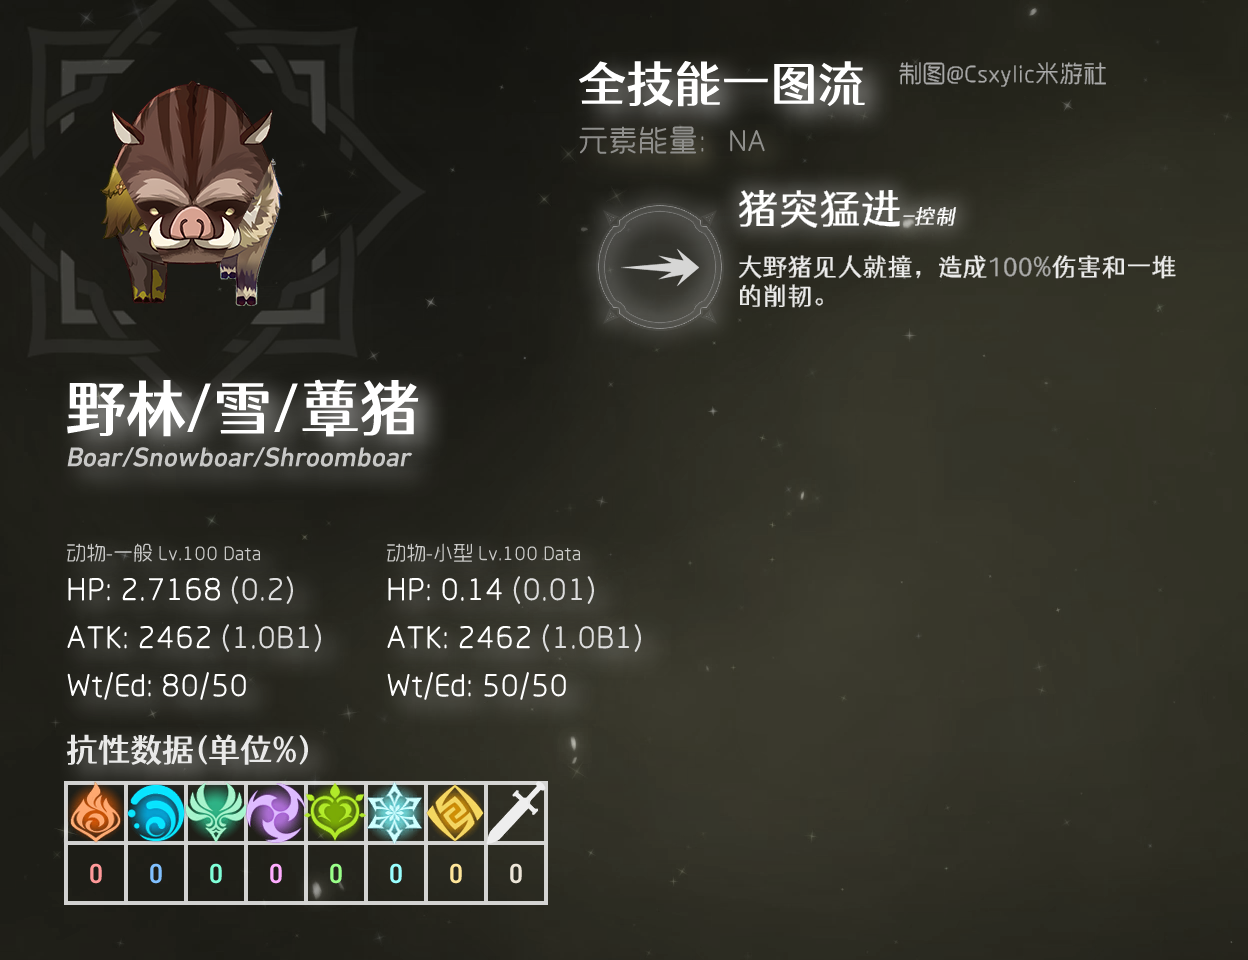 全技能一图流
制图@Csxylic米游社
元素能量： NA
猪突猛进-控制
大野猪见人就撞，造成100%伤害和一堆
的削韧。
野林/雪/蕈猪
Boar/Snowboar/Shroomboar
动物-一般 Lv.100 Data
HP: 2.7168 (0.2)
ATK: 2462 (1.0B1)
Wt/Ed: 80/50
动物-小型 Lv.100 Data
HP: 0.14 (0.01)
ATK: 2462 (1.0B1)
Wt/Ed: 50/50
抗性数据(单位%)
0 0 0 0 0 0 0 0